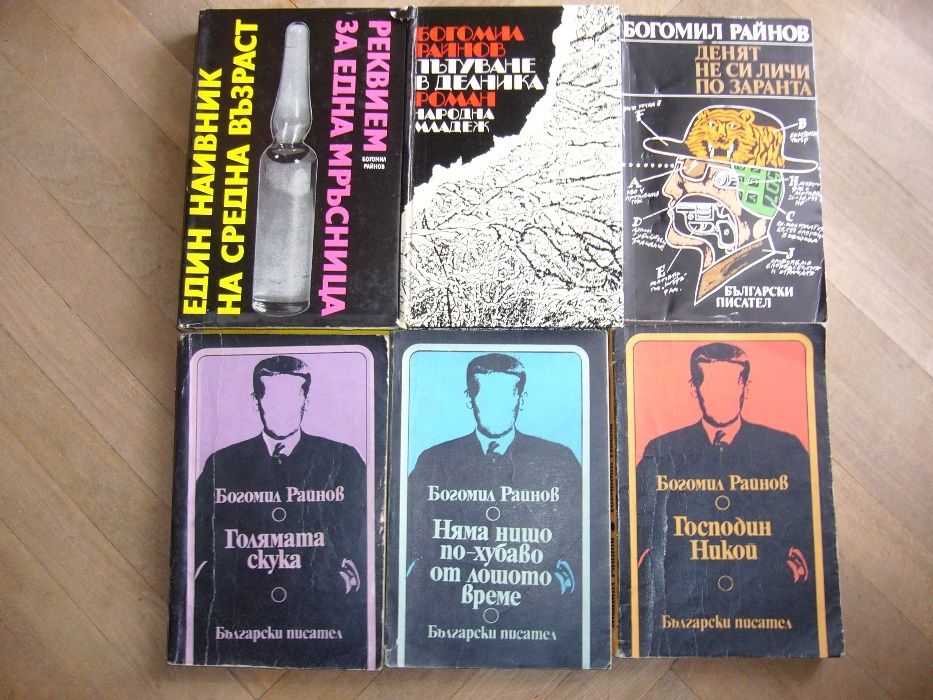 ЕДИН НАИВНИК
НА СРЕДНА ВЪЗРАСТ
РЕКВИЕМ
ЗА ЕДНА МРЪСНИЦА
БОГОМИЛ
РАЙНОВ
БОГОМИЛ
РАЙНОВ
ПЪТУВАНЕ
В ДЕЛНИКА
РОМАН
НАРОДНА
МЛАДЕЖ
БОГОМИЛ РАЙНОВ
ДЕНЯТ
НЕ СИ ЛИЧИ
ПО ЗАРАНТА
F
B
A
И
D
C
E
J
БЪЛГАРСКИ
ПИСАТЕЛ
Богомил Райнов
Голямата
скука
Български писател
Богомил Райнов
Няма нищо
по-хубаво
от лошото
време
Български писател
Богомил Райнов
Господин
Никой
Български писател